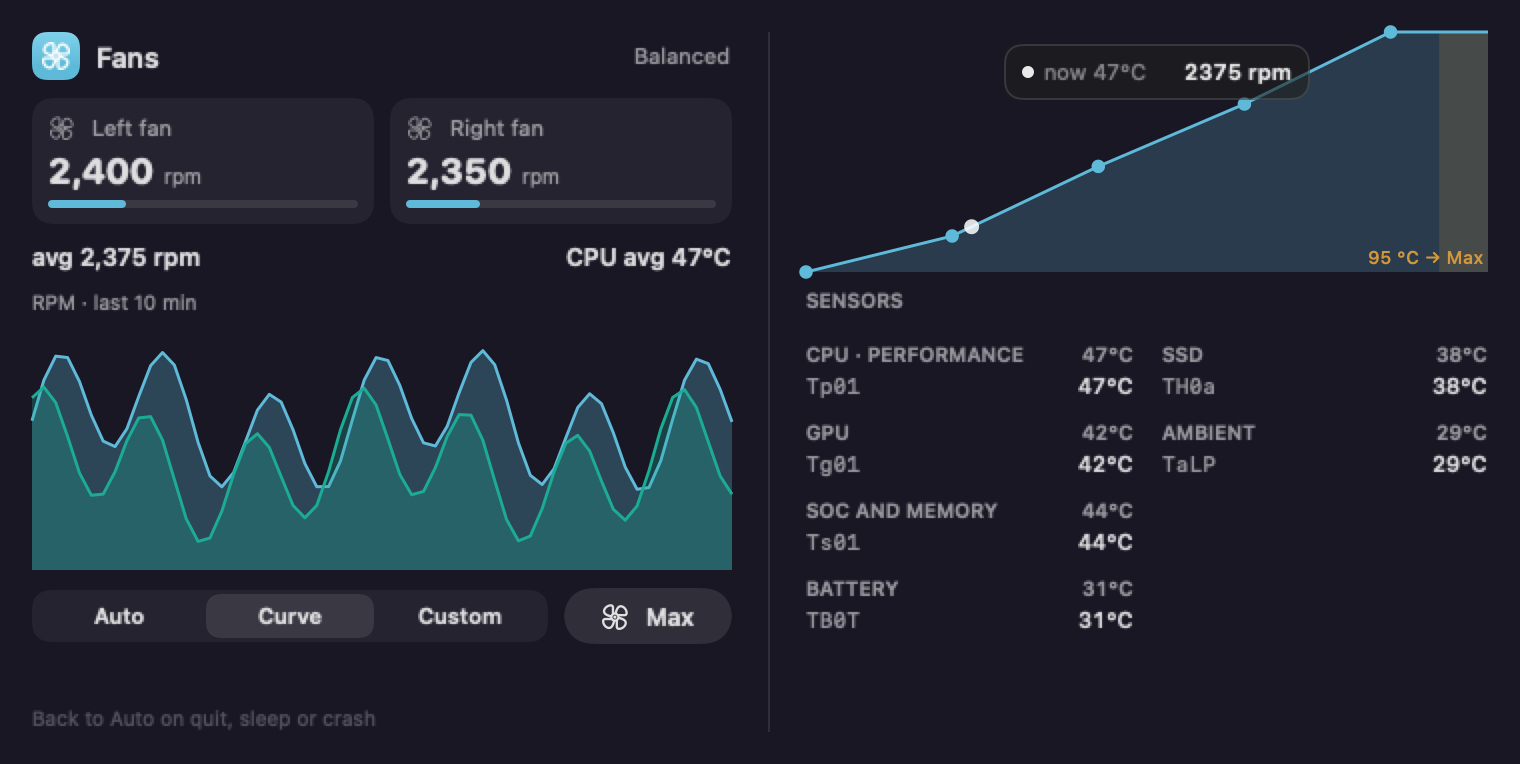 Fans
Balanced
Left fan
2,400 rpm
Right fan
2,350 rpm
avg 2,375 rpm
CPU avg 47°C
RPM · last 10 min
Auto
Curve
Custom
Max
Back to Auto on quit, sleep or crash
now 47°C 2375 rpm
95 °C → Max
SENSORS
CPU · PERFORMANCE 47°C
Tp01 47°C
GPU 42°C
Tg01 42°C
SOC AND MEMORY 44°C
Ts01 44°C
BATTERY 31°C
TB0T 31°C
SSD 38°C
TH0a 38°C
AMBIENT 29°C
TaLP 29°C